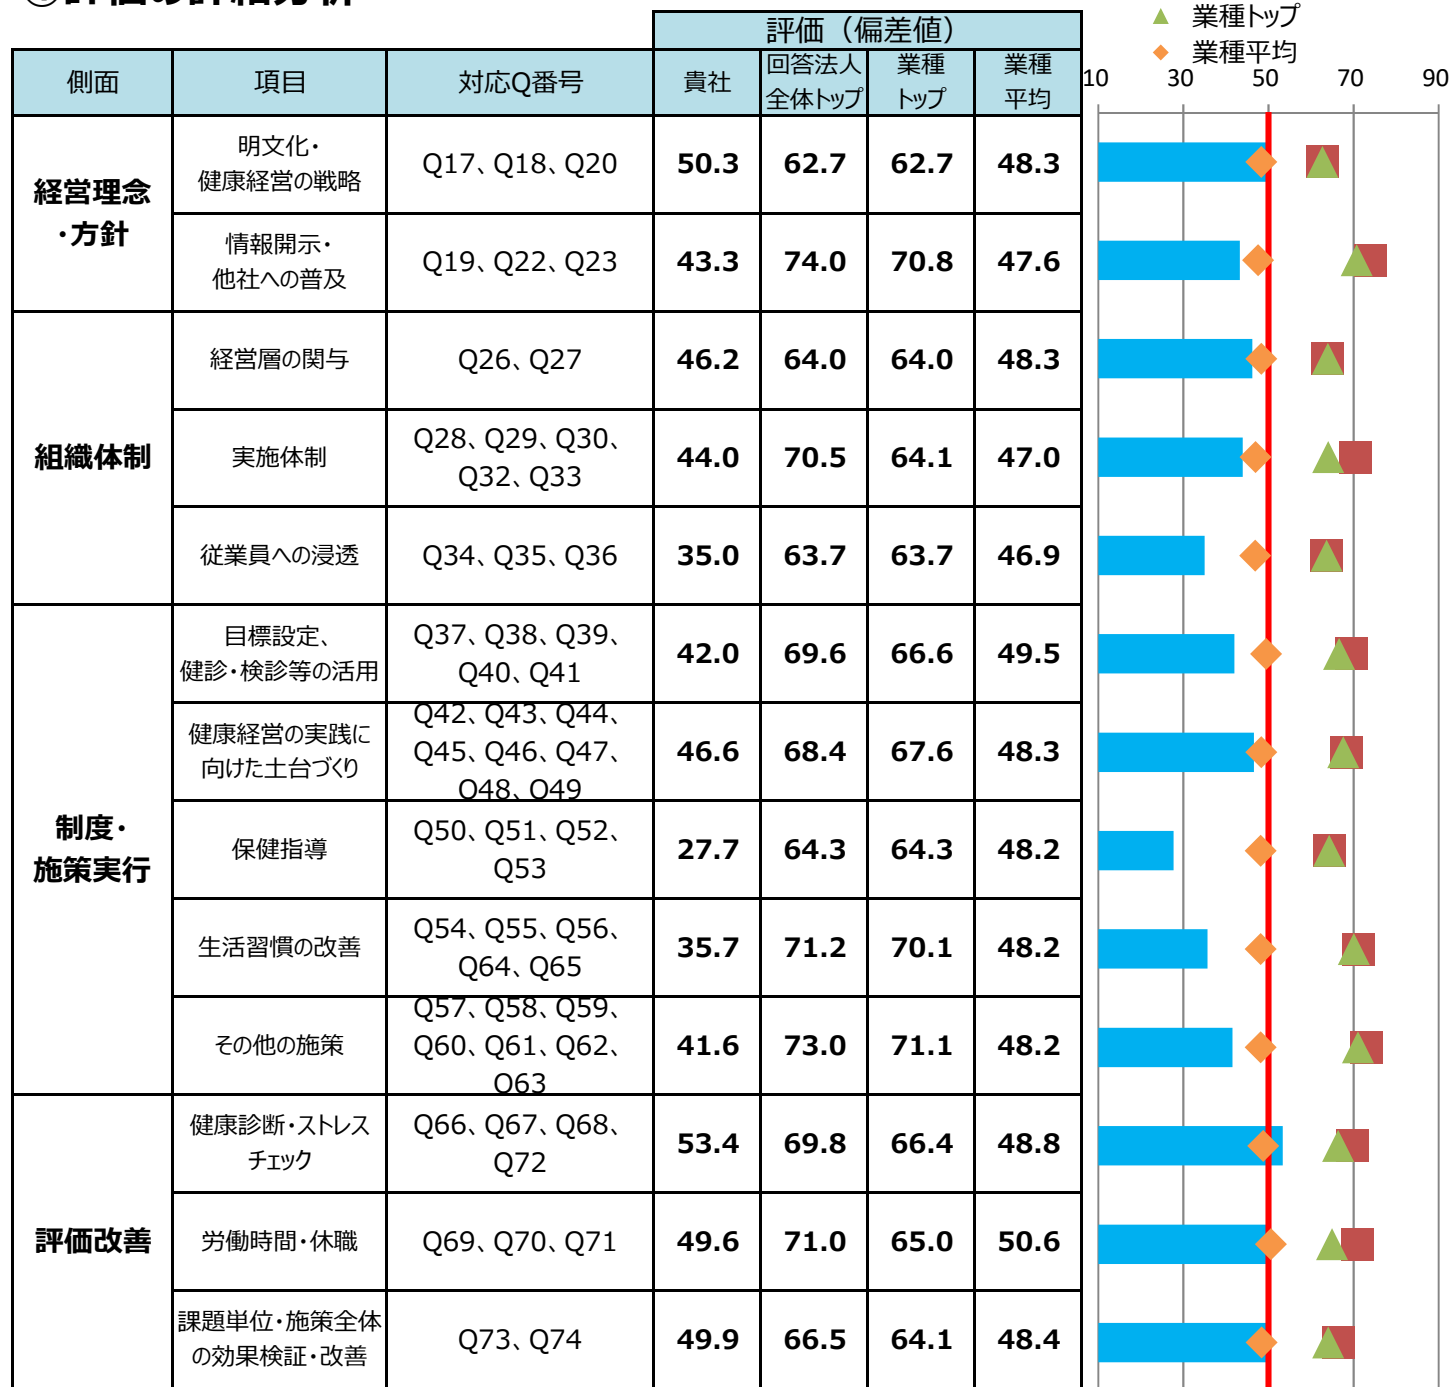 評価（偏差値）
▲ 業種トップ
◆ 業種平均
側面 項目 対応Q番号 貴社 回答法人全体トップ 業種トップ 業種平均
10 30 50 70 90
経営理念・方針
明文化・健康経営の戦略 Q17、Q18、Q20 50.3 62.7 62.7 48.3
情報開示・他社への普及 Q19、Q22、Q23 43.3 74.0 70.8 47.6
組織体制
経営層の関与 Q26、Q27 46.2 64.0 64.0 48.3
実施体制 Q28、Q29、Q30、Q32、Q33 44.0 70.5 64.1 47.0
従業員への浸透 Q34、Q35、Q36 35.0 63.7 63.7 46.9
制度・施策実行
目標設定、健診・検診等の活用 Q37、Q38、Q39、Q40、Q41 42.0 69.6 66.6 49.5
健康経営の実践に向けた土台づくり Q42、Q43、Q44、Q45、Q46、Q47、Q48、Q49 46.6 68.4 67.6 48.3
保健指導 Q50、Q51、Q52、Q53 27.7 64.3 64.3 48.2
生活習慣の改善 Q54、Q55、Q56、Q64、Q65 35.7 71.2 70.1 48.2
その他の施策 Q57、Q58、Q59、Q60、Q61、Q62、Q63 41.6 73.0 71.1 48.2
評価改善
健康診断・ストレスチェック Q66、Q67、Q68、Q72 53.4 69.8 66.4 48.8
労働時間・休職 Q69、Q70、Q71 49.6 71.0 65.0 50.6
課題単位・施策全体の効果検証・改善 Q73、Q74 49.9 66.5 64.1 48.4